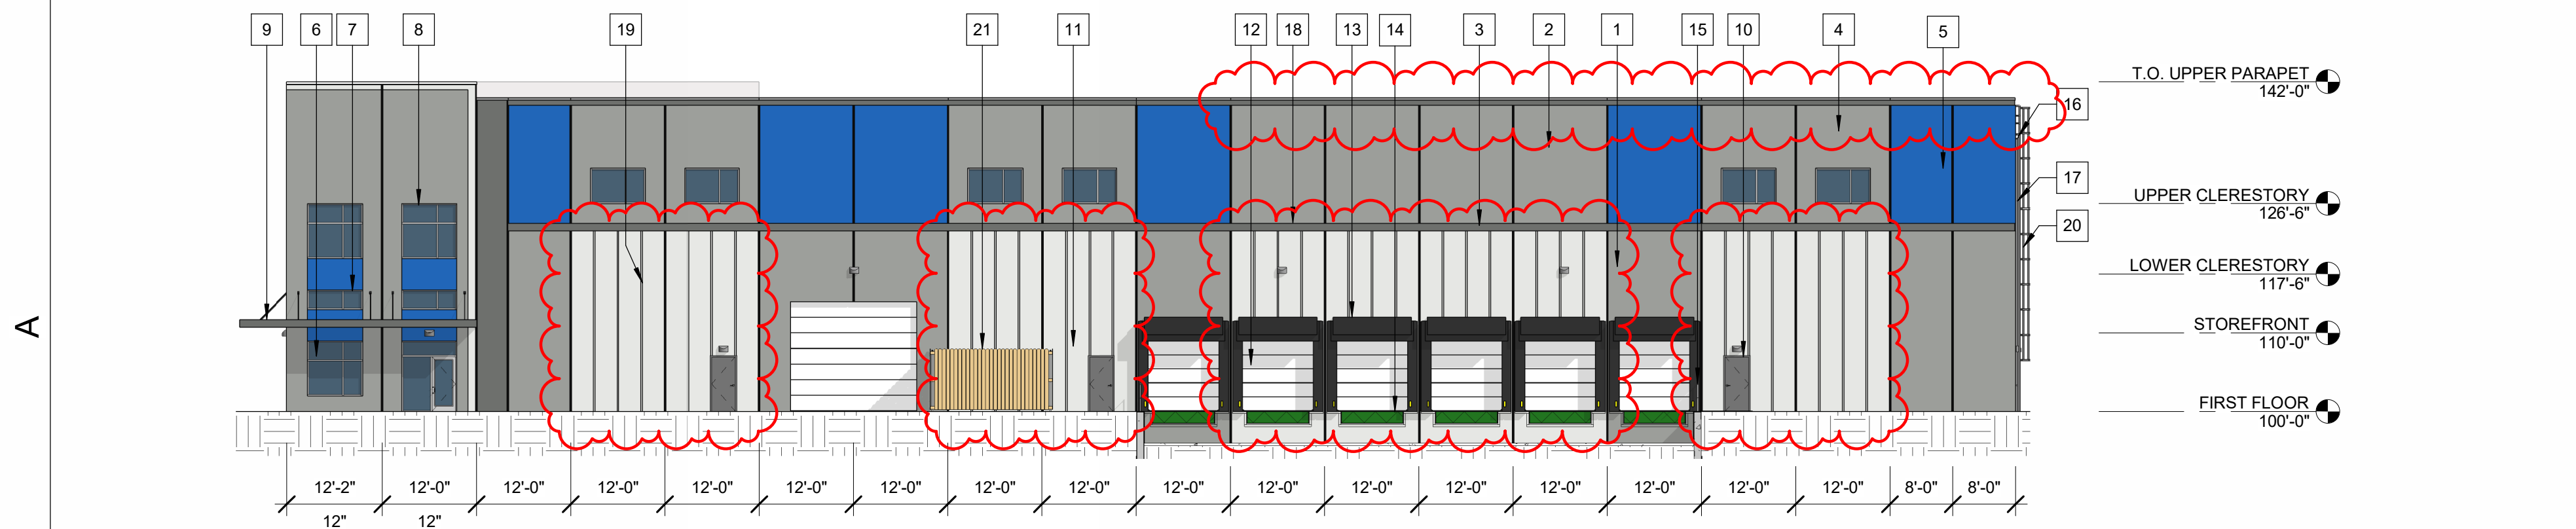 9 6 7 8 19 21 11 12 18 13 14 3 2 1 15 10 4 5
T.O. UPPER PARAPET
142'-0"
16
17
UPPER CLERESTORY
126'-6"
20
LOWER CLERESTORY
117'-6"
STOREFRONT
110'-0"
A
FIRST FLOOR
100'-0"
12'-2" 12'-0" 12'-0" 12'-0" 12'-0" 12'-0" 12'-0" 12'-0" 12'-0" 12'-0" 12'-0" 12'-0" 12'-0" 12'-0" 12'-0" 12'-0" 12'-0" 8'-0" 8'-0"
12" 12"